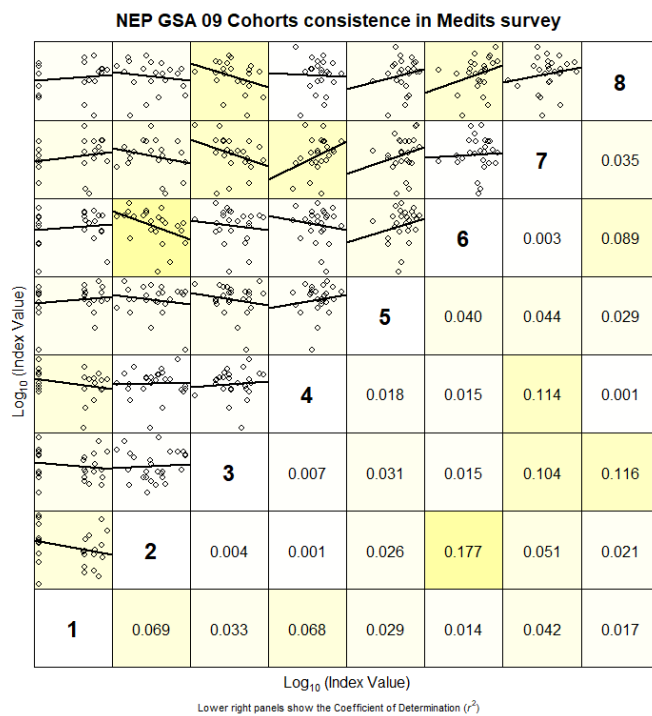 NEP GSA 09 Cohorts consistence in Medits survey
8
7 0.035
6 0.003 0.089
5 0.040 0.044 0.029
4 0.018 0.015 0.114 0.001
3 0.007 0.031 0.015 0.104 0.116
2 0.004 0.001 0.026 0.177 0.051 0.021
1 0.069 0.033 0.068 0.029 0.014 0.042 0.017
Log₁₀ (Index Value)
Log₁₀ (Index Value)
Lower right panels show the Coefficient of Determination (r²)